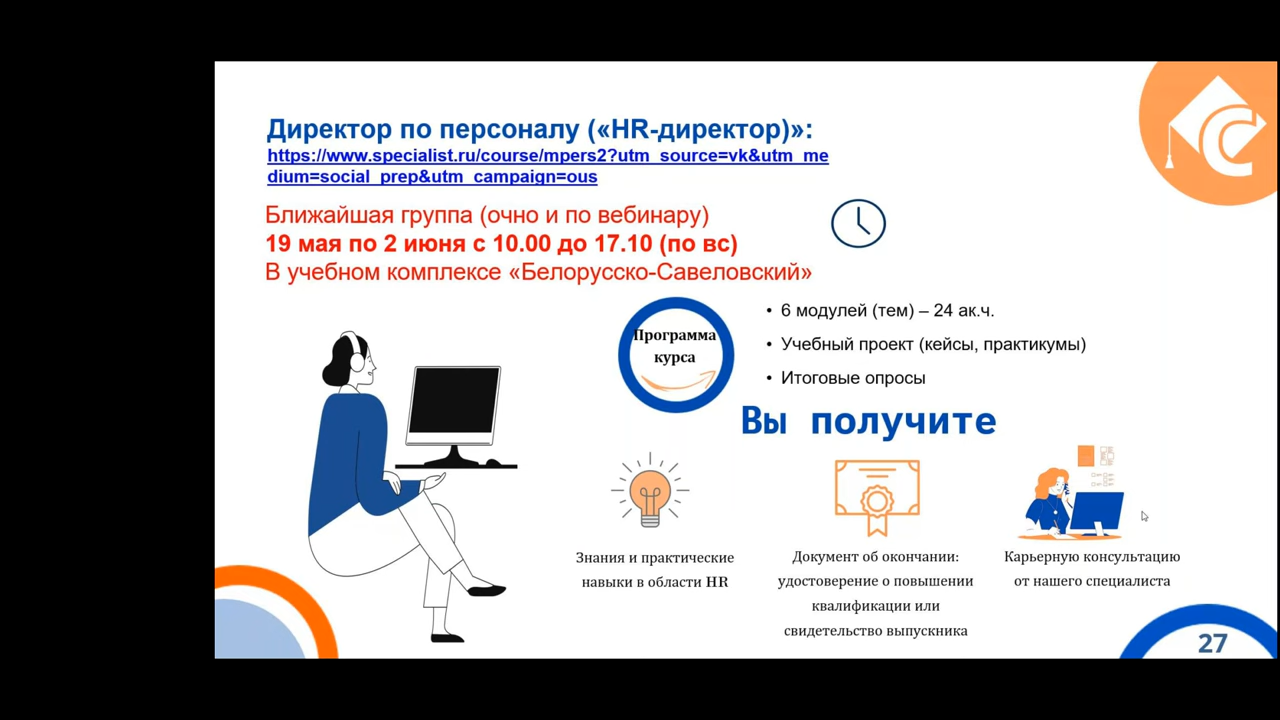 Директор по персоналу («HR-директор)»:
https://www.specialist.ru/course/mpers2?utm_source=vk&utm_me
dium=social_prep&utm_campaign=ous
Ближайшая группа (очно и по вебинару)
19 мая по 2 июня с 10.00 до 17.10 (по вс)
В учебном комплексе «Белорусско-Савеловский»
Программа
курса
• 6 модулей (тем) – 24 ак.ч.
• Учебный проект (кейсы, практикумы)
• Итоговые опросы
Вы получите
Знания и практические
навыки в области HR
Документ об окончании:
удостоверение о повышении
квалификации или
свидетельство выпускника
Карьерную консультацию
от нашего специалиста
27